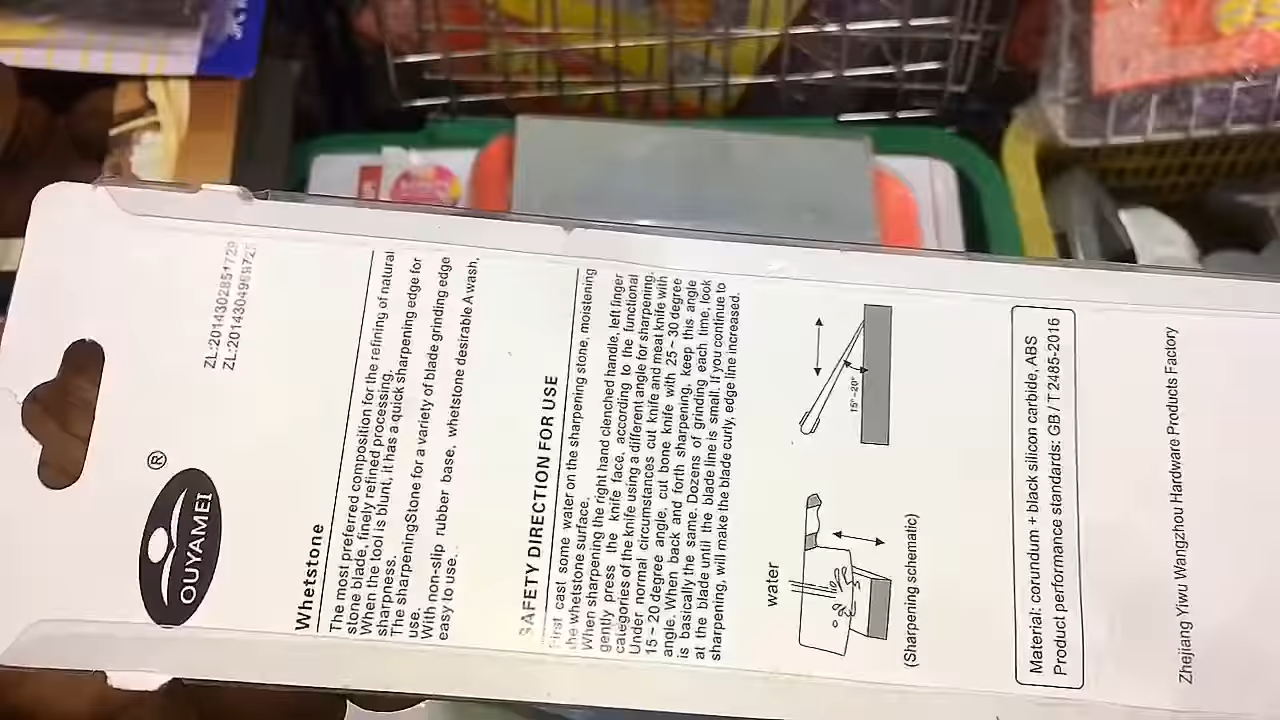 ZL:2014302851729
ZL:201430496972
®
OUYAMEI
Whetstone
The most preferred composition for the refiring of natural
stone blade, finely refined processing.
When the tool is blunt, it has a quick sharpening edge for
sharpness.
The sharpeningStone for a variety of blade grinding edge
use.
With non-slip rubber base, whetstone desirable A wash,
easy to use.
SAFETY DIRECTION FOR USE
First cast some water on the sharpening stone, moistening
the whetstone surface.
When sharpening the right hand clenched handle, left finger
gently press the knife face, according to the functional
categories of the knife using a different angle for sharpening.
Under normal circumstances cut knife and meat knife with
15~20 degree angle, cut bone knife with 25~30 degree
angle. When back and forth sharpening, keep this angle
is basically the same. Dozens of grinding each time, look
at the blade until the blade line is small. If you continue to
sharpening, will make the blade curly, edge line increased.
water
15°~20°
(Sharpening schematic)
Material: corundum + black silicon carbide, ABS
Product performance standards: GB / T 2485-2016
Zhejiang Yiwu Wangzhou Hardware Products Factory